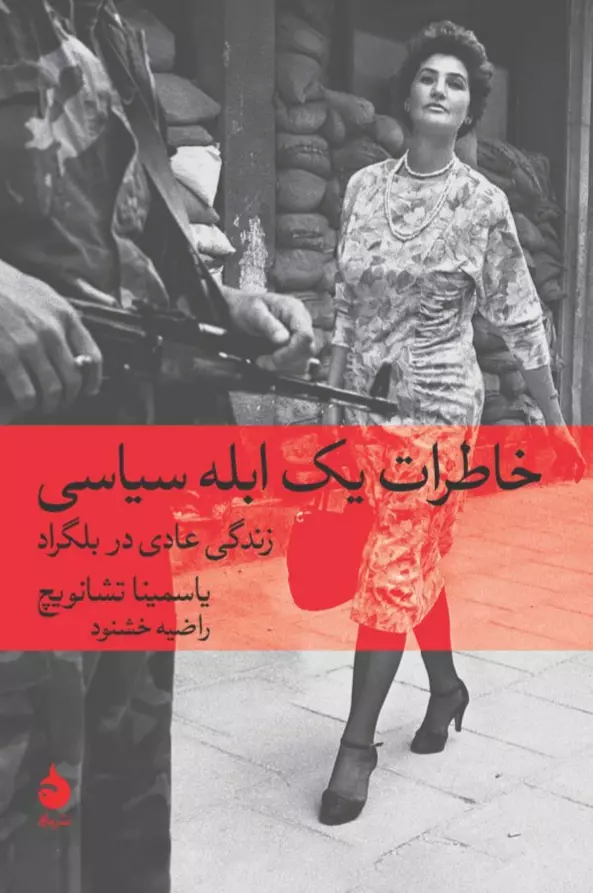 خاطرات یک ابله سیاسی
زندگی عادی در بلگراد
یاسمینا تشانویچ
راضیه خشنود